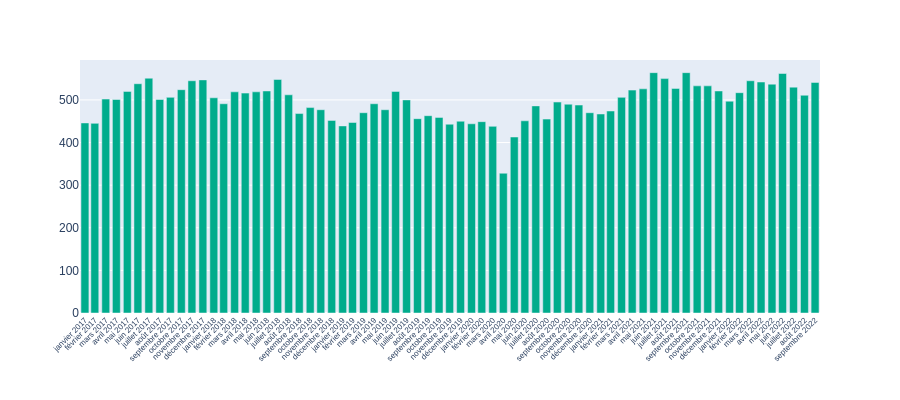 500
400
300
200
100
0
janvier 2017
février 2017
mars 2017
avril 2017
mai 2017
juin 2017
juillet 2017
août 2017
septembre 2017
octobre 2017
novembre 2017
décembre 2017
janvier 2018
février 2018
mars 2018
avril 2018
mai 2018
juin 2018
juillet 2018
août 2018
septembre 2018
octobre 2018
novembre 2018
décembre 2018
janvier 2019
février 2019
mars 2019
avril 2019
mai 2019
juin 2019
juillet 2019
août 2019
septembre 2019
octobre 2019
novembre 2019
décembre 2019
janvier 2020
février 2020
mars 2020
avril 2020
mai 2020
juin 2020
juillet 2020
août 2020
septembre 2020
octobre 2020
novembre 2020
décembre 2020
janvier 2021
février 2021
mars 2021
avril 2021
mai 2021
juin 2021
juillet 2021
août 2021
septembre 2021
octobre 2021
novembre 2021
décembre 2021
janvier 2022
février 2022
mars 2022
avril 2022
mai 2022
juin 2022
juillet 2022
août 2022
septembre 2022